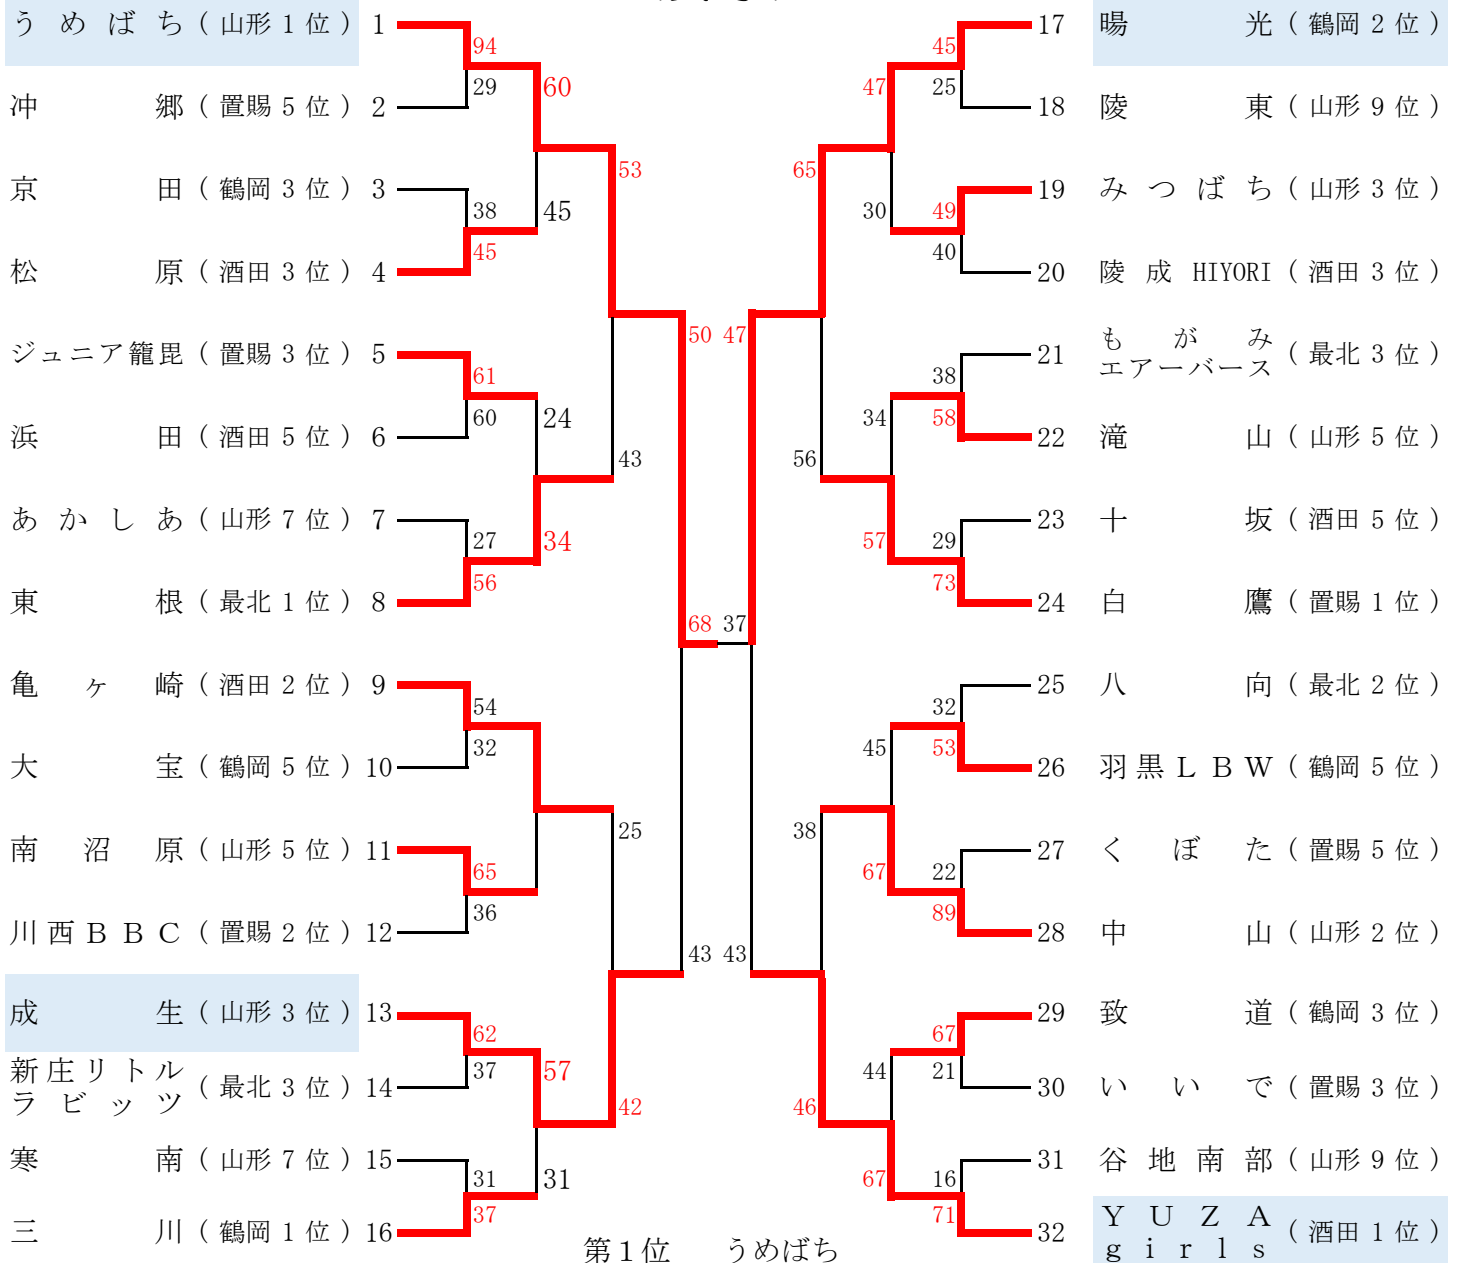 うめばち（山形１位）1
冲郷（置賜５位）2
京田（鶴岡３位）3
松原（酒田３位）4
ジュニア籠毘（置賜３位）5
浜田（酒田５位）6
あかしあ（山形７位）7
東根（最北１位）8
亀ヶ崎（酒田２位）9
大宝（鶴岡５位）10
南沼原（山形５位）11
川西ＢＢＣ（置賜２位）12
成生（山形３位）13
新庄リトル
ラビッツ（最北３位）14
寒南（山形７位）15
三川（鶴岡１位）16
94
29
60
38
45
45
53
61
60
24
43
27
56
34
54
32
65
36
25
62
37
57
42
31
37
31
50 47
68 37
43 43
45
25
47
65
49
40
30
38
58
34
56
29
73
57
32
53
45
38
22
89
67
67
21
44
46
16
71
67
17 暘光（鶴岡２位）
18 陵東（山形９位）
19 みつばち（山形３位）
20 陵成HIYORI（酒田３位）
21 もがみ
エアーバース（最北３位）
22 滝山（山形５位）
23 十坂（酒田５位）
24 白鷹（置賜１位）
25 八向（最北２位）
26 羽黒ＬＢＷ（鶴岡５位）
27 くぼた（置賜５位）
28 中山（山形２位）
29 致道（鶴岡３位）
30 いいで（置賜３位）
31 谷地南部（山形９位）
32 ＹＵＺＡ
ｇｉｒｌｓ（酒田１位）
第１位 うめばち